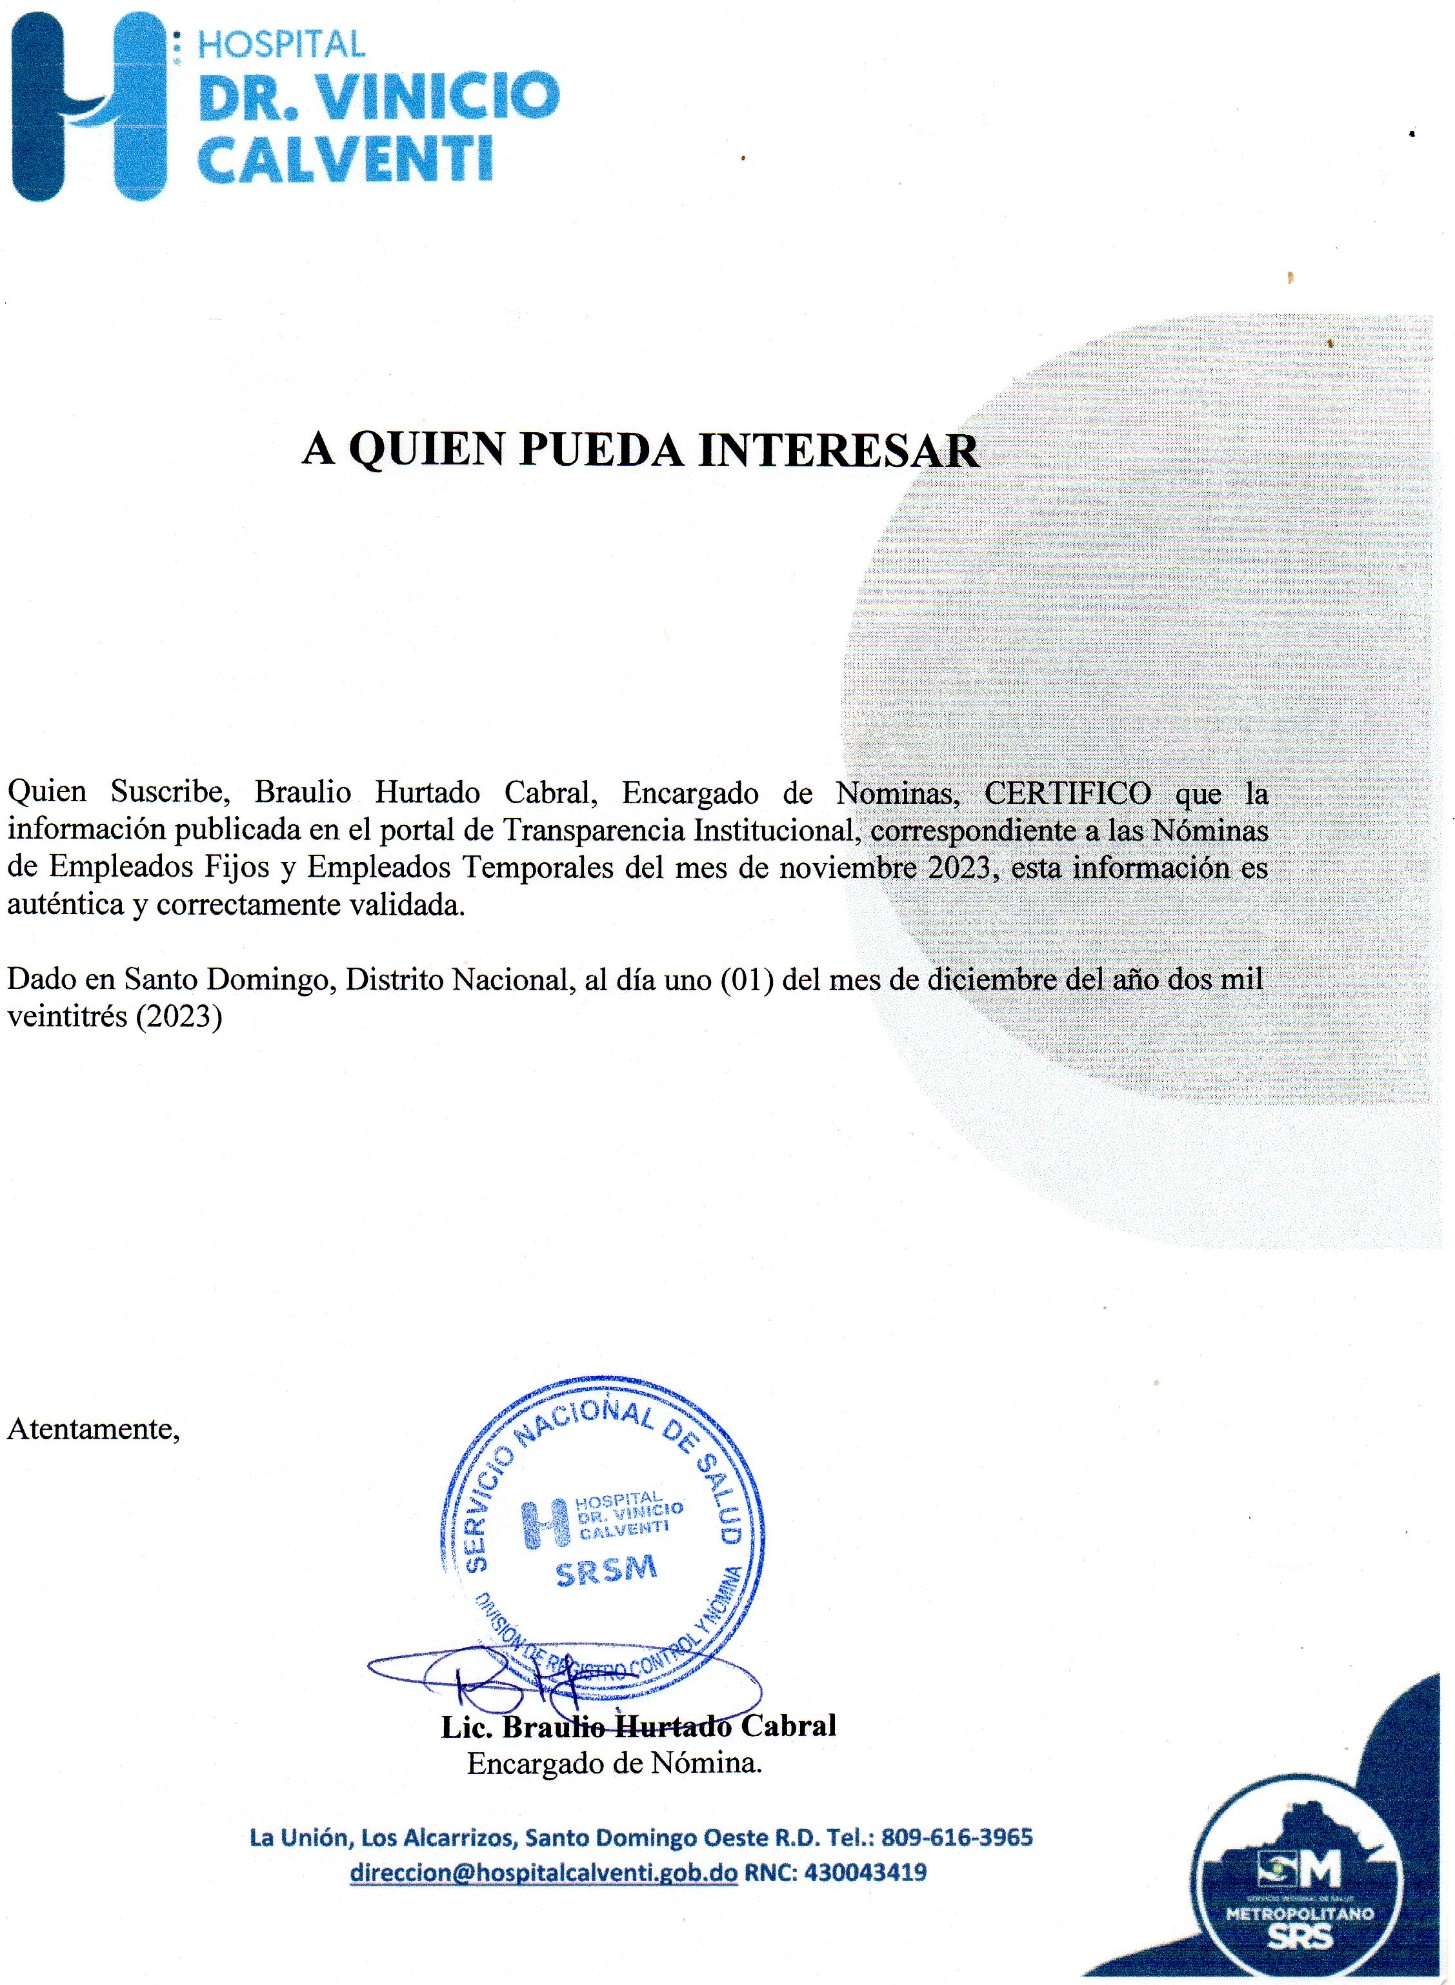 HOSPITAL
DR. VINICIO
CALVENTI
A QUIEN PUEDA INTERESAR
Quien Suscribe, Braulio Hurtado Cabral, Encargado de Nominas, CERTIFICO que la
información publicada en el portal de Transparencia Institucional, correspondiente a las Nóminas
de Empleados Fijos y Empleados Temporales del mes de noviembre 2023, esta información es
auténtica y correctamente validada.
Dado en Santo Domingo, Distrito Nacional, al día uno (01) del mes de diciembre del año dos mil
veintitrés (2023)
Atentamente,
SERVICIO NACIONAL DE SALUD
HOSPITAL
DR. VINICIO
CALVENTI
SRSM
DIVISIÓN DE REGISTRO CONTROL Y NÓMINA
Lic. Braulio Hurtado Cabral
Encargado de Nómina.
La Unión, Los Alcarrizos, Santo Domingo Oeste R.D. Tel.: 809-616-3965
direccion@hospitalcalventi.gob.do RNC: 430043419
SM
SERVICIO REGIONAL DE SALUD
METROPOLITANO
SRS